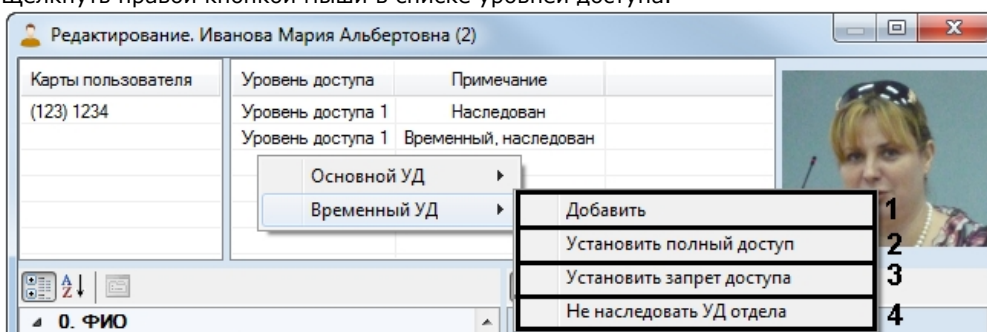 щелкнуть правой кнопкой мыши в списке уровней доступа.
Редактирование. Иванова Мария Альбертовна (2)
Карты пользователя Уровень доступа Примечание
(123) 1234 Уровень доступа 1 Наследован
Уровень доступа 1 Временный, наследован
Основной УД
Временный УД Добавить 1
Установить полный доступ 2
Установить запрет доступа 3
Не наследовать УД отдела 4
0. ФИО